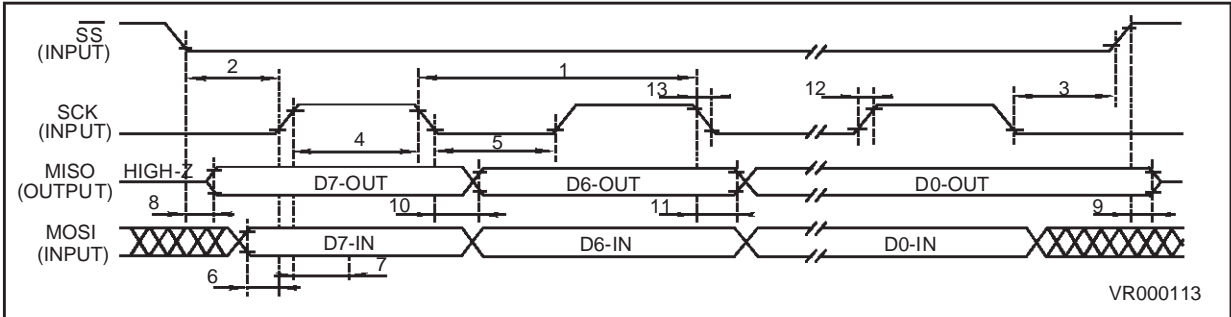 SS
(INPUT)
2
1
13
12
3
SCK
(INPUT)
4
5
MISO
(OUTPUT)
HIGH-Z
D7-OUT
D6-OUT
D0-OUT
8
10
11
9
MOSI
(INPUT)
D7-IN
D6-IN
D0-IN
6
7
VR000113